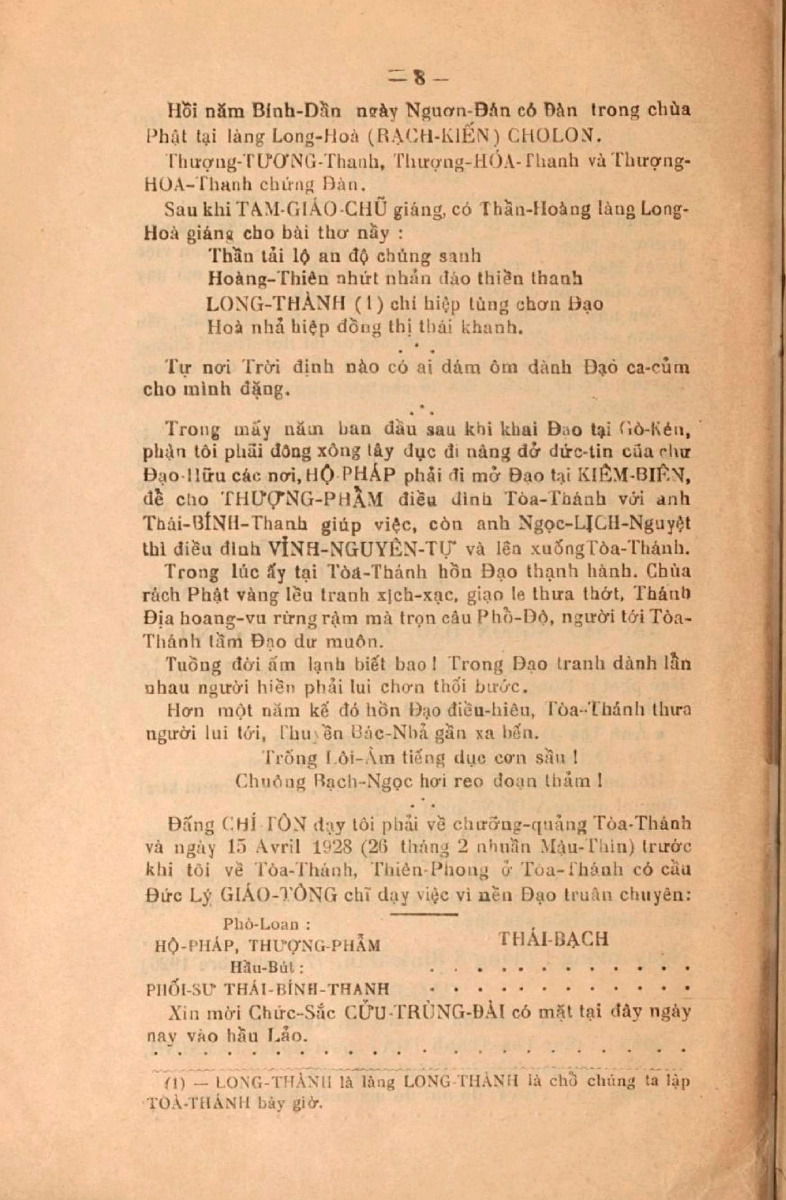 — 8 —
Hồi năm Bính-Dần ngày Nguơn-Đán có Đàn trong chùa
Phật tại làng Long-Hoà (RẠCH-KIẾN) CHOLON.
Thượng-TƯƠNG-Thanh, Thượng-HÓA-Thanh và Thượng-
HOA-Thanh chứng Đàn.
Sau khi TAM-GIÁO-CHŨ giáng, có Thần-Hoàng làng Long-
Hoà giáng cho bài thơ nầy :
Thần tải lộ an độ chúng sanh
Hoàng-Thiên nhứt nhản đáo thiền thanh
LONG-THÀNH (1) chí hiệp tùng chơn Đạo
Hoà nhả hiệp đồng thị thái khanh.
Tự nơi Trời định nào có ai dám ôm dành Đạo ca-củm
cho mình đặng.
Trong mấy năm ban đầu sau khi khai Đạo tại Gò-Kén,
phận tôi phải đông xông tây dục đi nâng đở đức-tin của chư
Đạo-Hữu các nơi, HỘ-PHÁP phải đi mở Đạo tại KIÊM-BIÊN,
để cho THƯỢNG-PHẪM điều đình Tòa-Thánh với anh
Thái-BÍNH-Thanh giúp việc, còn anh Ngọc-LỊCH-Nguyệt
thì điều đình VĨNH-NGUYÊN-TỰ và lên xuống Tòa-Thánh.
Trong lúc ấy tại Tòa-Thánh hồn Đạo thạnh hành. Chùa
rách Phật vàng lều tranh xịch-xạc, giạo le thưa thớt, Thánh
Địa hoang-vu rừng rậm mà trọn câu Phổ-Độ, người tới Tòa-
Thánh tầm Đạo dư muôn.
Tuồng đời ấm lạnh biết bao ! Trong Đạo tranh dành lẩn
nhau người hiền phải lui chơn thối bước.
Hơn một năm kế đó hồn Đạo điều-hiêu, Tòa-Thánh thưa
người lui tới, Thuyền Bác-Nhả gần xa bến.
Trống Lôi-Âm tiếng dục cơn sầu !
Chuông Bạch-Ngọc hơi reo đoạn thảm !
Đấng CHÍ-TÔN dạy tôi phải về chưởng-quảng Tòa-Thánh
và ngày 15 Avril 1928 (26 tháng 2 nhuần Mậu-Thìn) trước
khi tôi về Tòa-Thánh, Thiên-Phong ở Tòa-Thánh có cầu
Đức Lý GIÁO-TÔNG chỉ dạy việc vì nền Đạo truân chuyên:
Phò-Loan :
HỘ-PHÁP, THƯỢNG-PHẪM
THÁI-BẠCH
Hầu-Bút :
PHỐI-SƯ THÁI-BÍNH-THANH
Xin mời Chức-Sắc CỬU-TRÙNG-ĐÀI có mặt tại đây ngày
nay vào hầu Lảo.
(1) — LONG-THÀNH là làng LONG-THÀNH là chổ chúng ta lập
TÒA-THÁNH bây giờ.